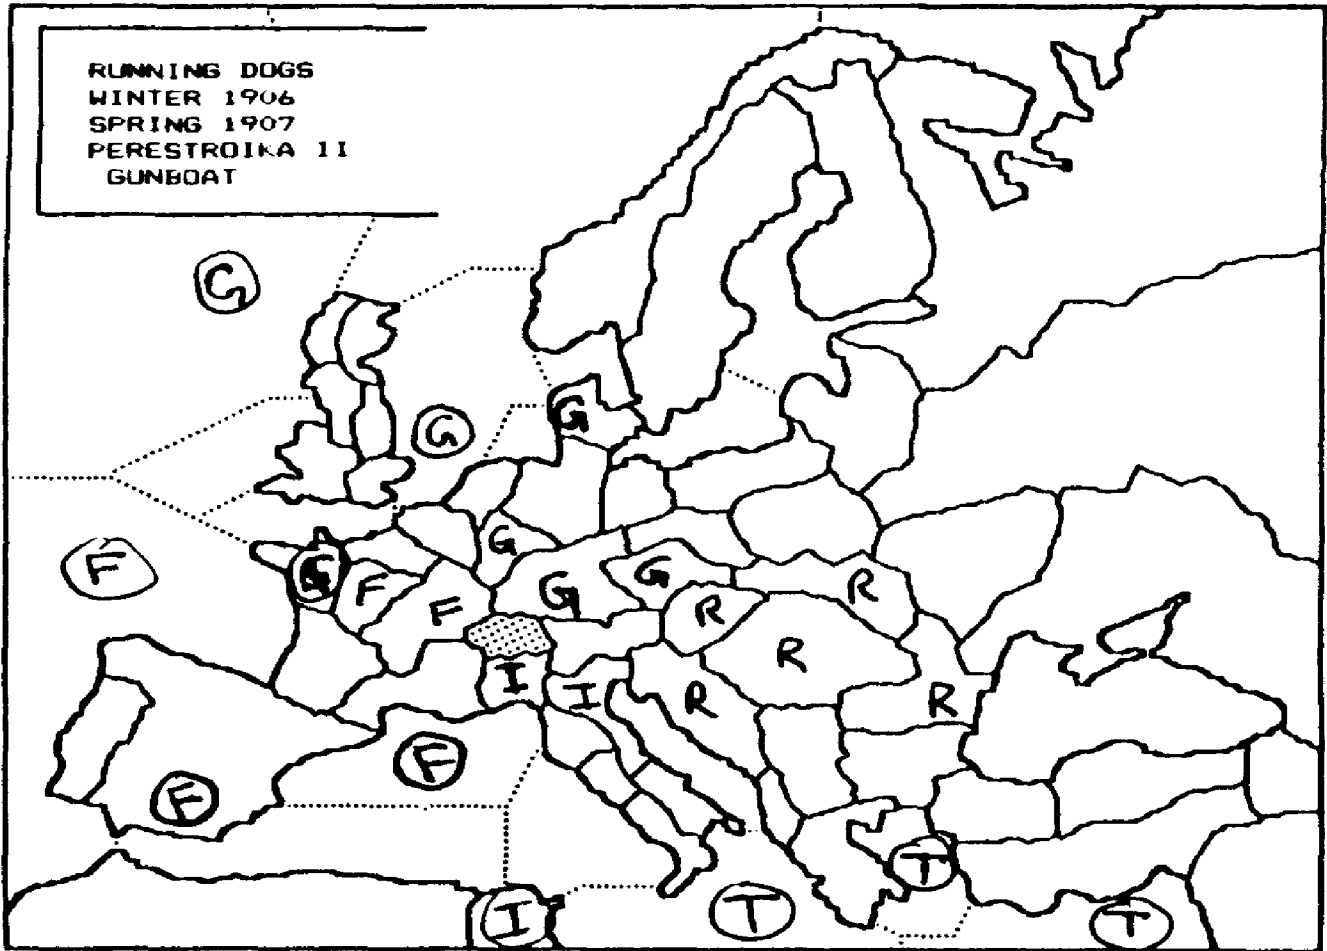 RUNNING DOGS
WINTER 1906
SPRING 1907
PERESTROIKA II
GUNBOAT
G
G
G
G
F
G
F
F
G
G
R
R
R
I
I
R
R
F
F
I
T
T
T